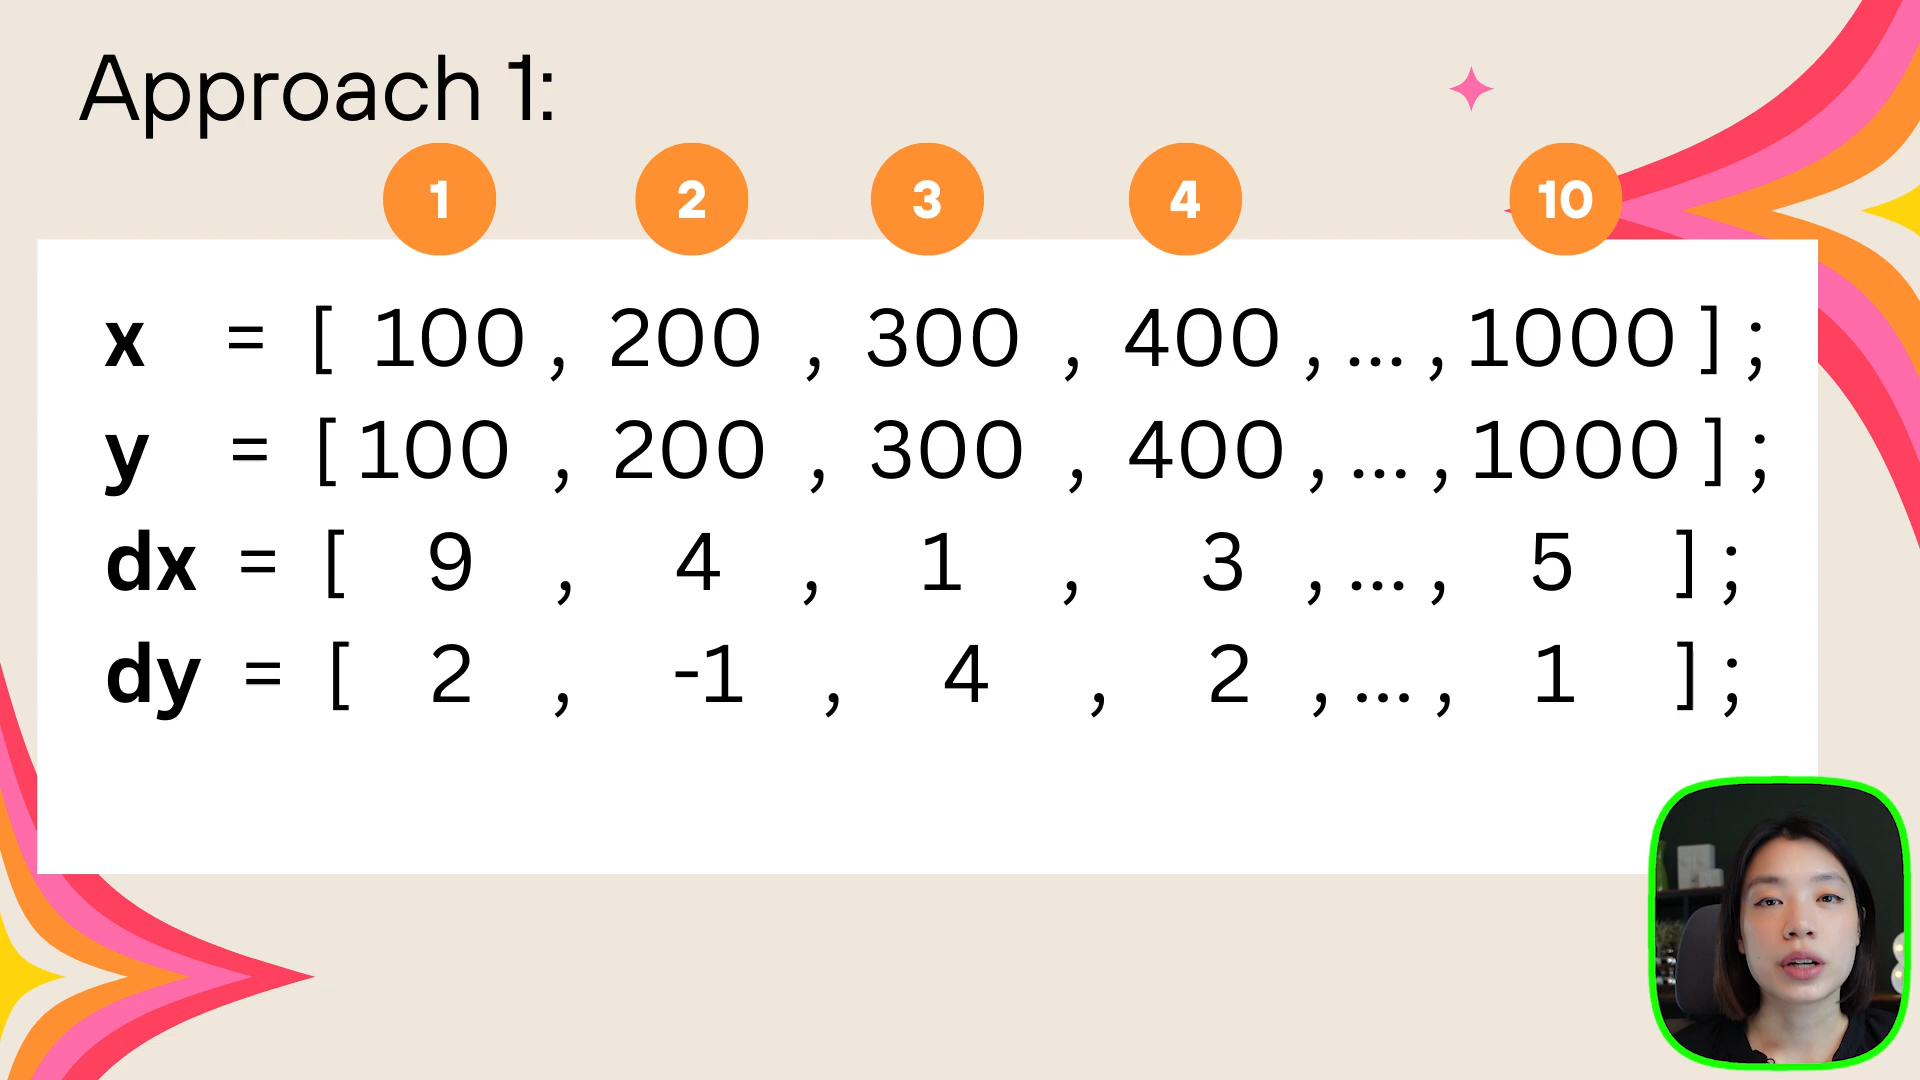 Approach 1:
1 2 3 4 10
x = [ 100 , 200 , 300 , 400 , ... , 1000 ] ;
y = [ 100 , 200 , 300 , 400 , ... , 1000 ] ;
dx = [ 9 , 4 , 1 , 3 , ... , 5 ] ;
dy = [ 2 , -1 , 4 , 2 , ... , 1 ] ;